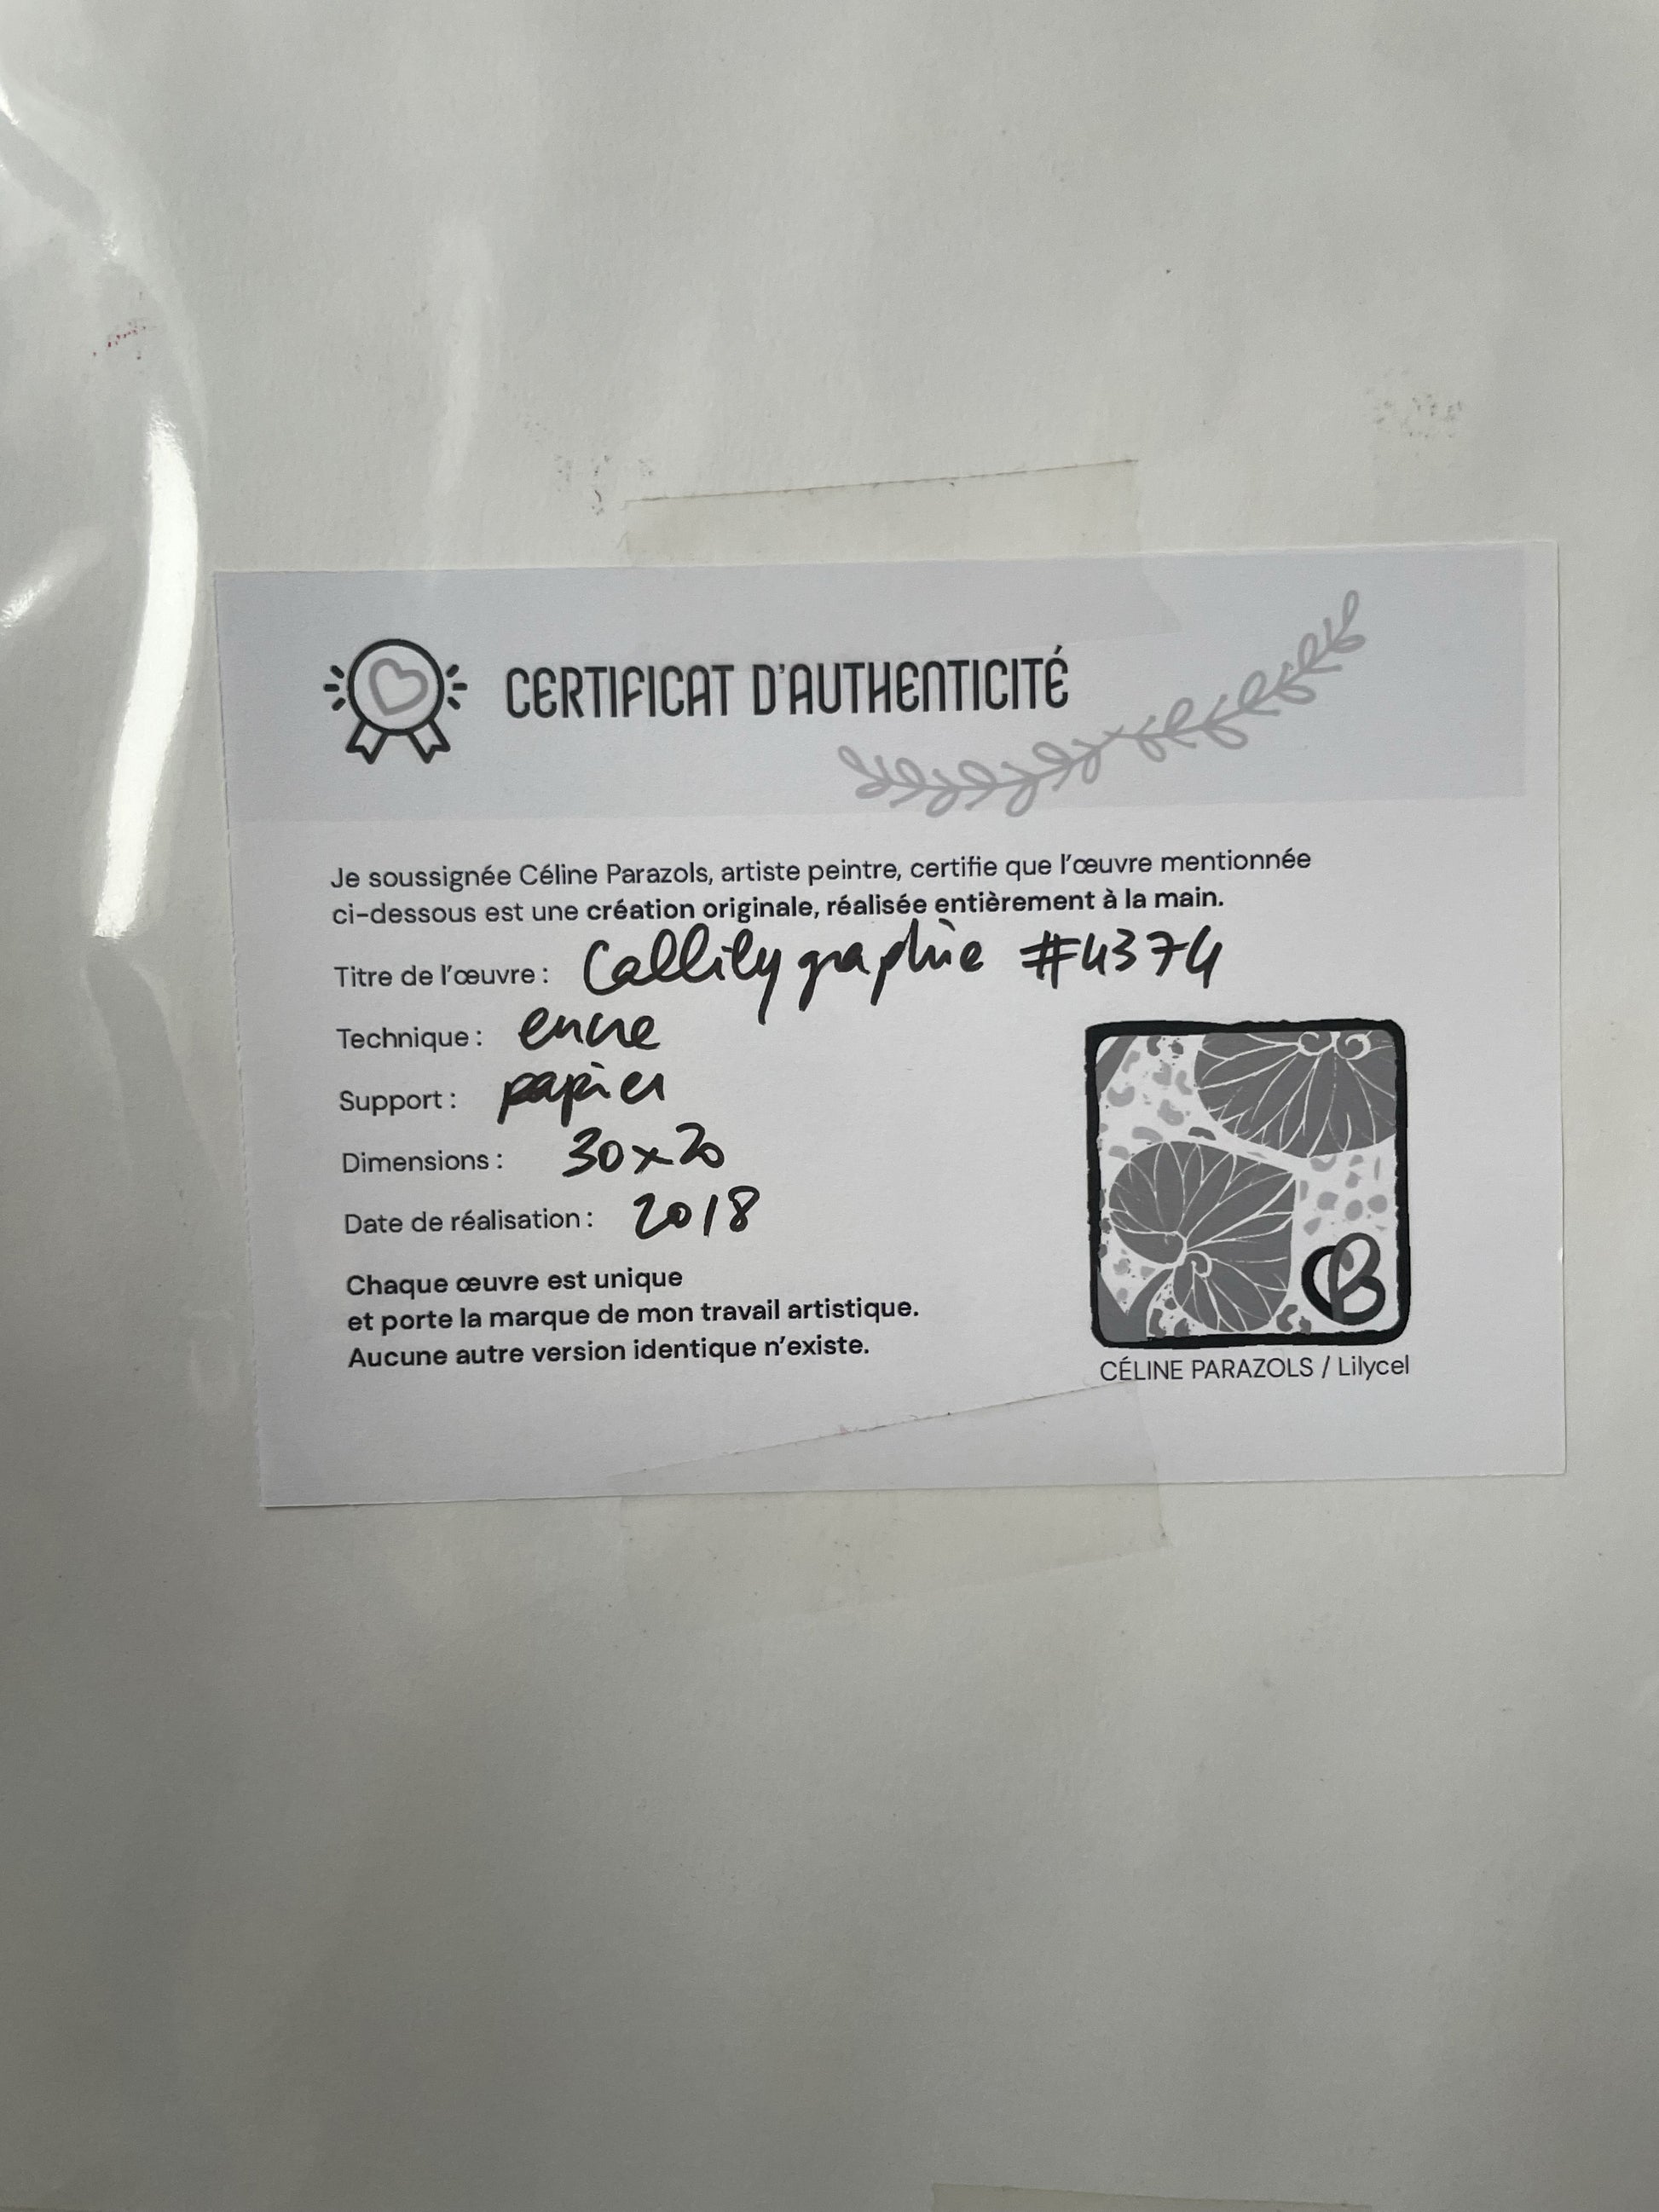 CERTIFICAT D'AUTHENTICITÉ
Je soussignée Céline Parazols, artiste peintre, certifie que l'œuvre mentionnée
ci-dessous est une création originale, réalisée entièrement à la main.
Titre de l'œuvre : Callilygraphie #4374
Technique : encre
Support : papier
Dimensions : 30x20
Date de réalisation : 2018
Chaque œuvre est unique
et porte la marque de mon travail artistique.
Aucune autre version identique n'existe.
CÉLINE PARAZOLS / Lilycel